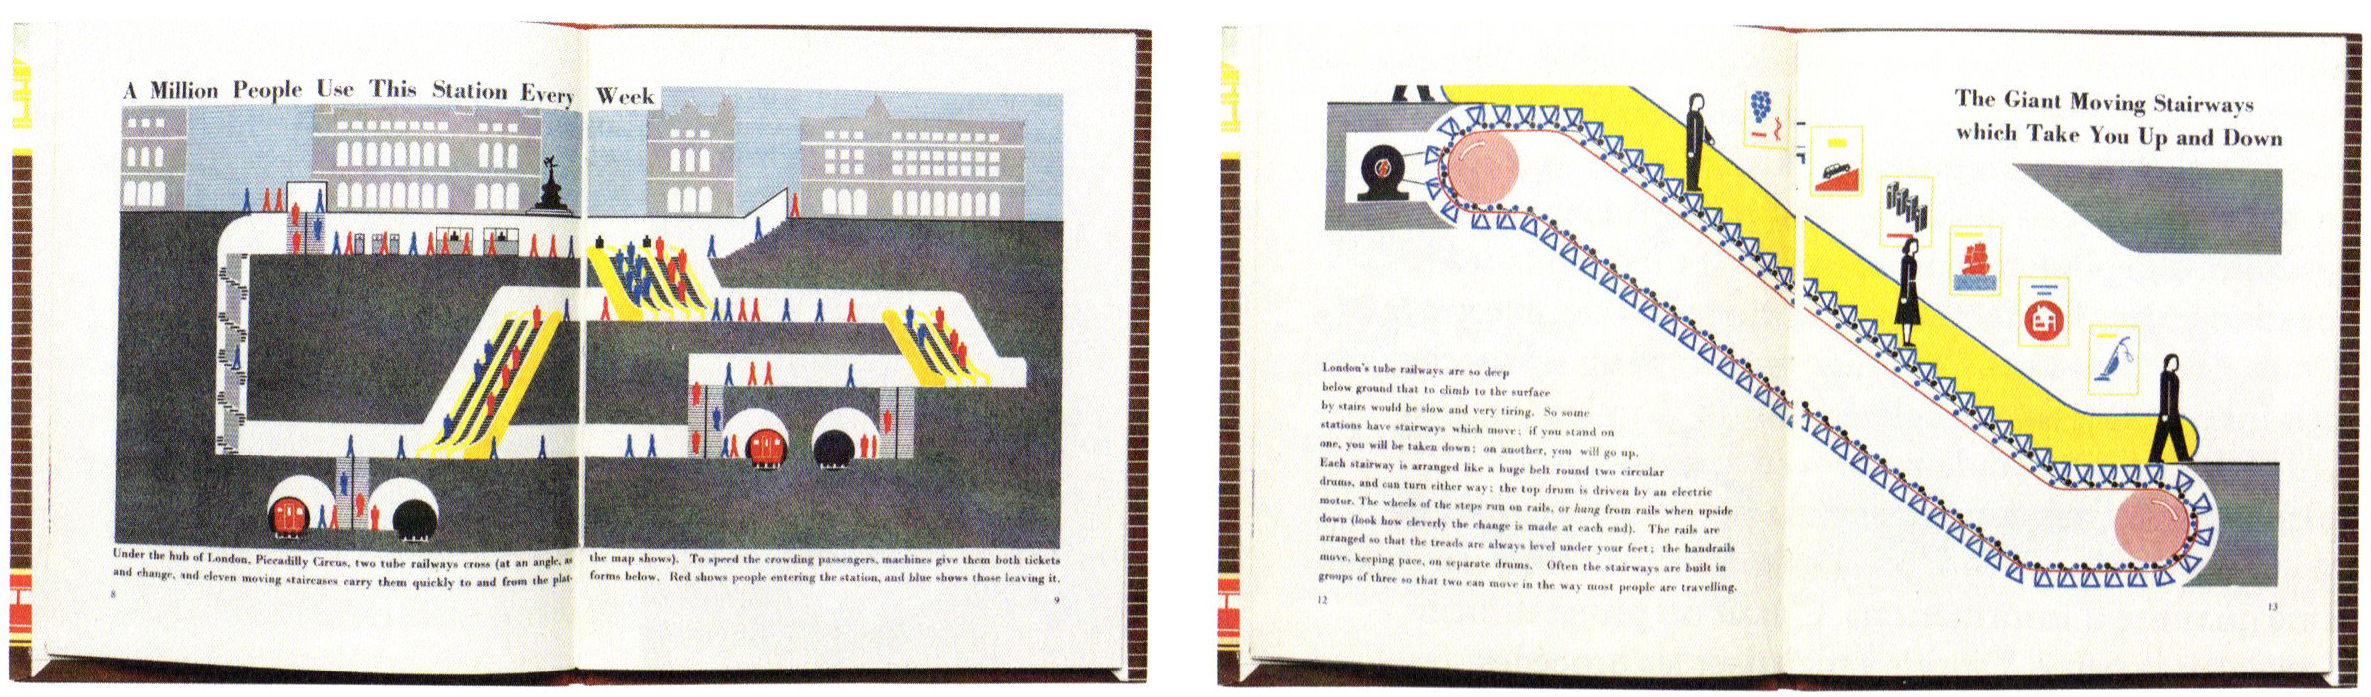 A Million People Use This Station Every Week
Under the hub of London, Piccadilly Circus, two tube railways cross (at an angle, as
and change, and eleven moving staircases carry them quickly to and from the plat-
8
the map shows). To speed the crowding passengers, machines give them both tickets
forms below. Red shows people entering the station, and blue shows those leaving it.
9
London's tube railways are so deep
below ground that to climb to the surface
by stairs would be slow and very tiring. So some
stations have stairways which move; if you stand on
one, you will be taken down; on another, you will go up.
Each stairway is arranged like a huge belt round two circular
drums, and can turn either way; the top drum is driven by an electric
motor. The wheels of the steps run on rails, or hang from rails when upside
down (look how cleverly the change is made at each end). The rails are
arranged so that the treads are always level under your feet; the handrails
move, keeping pace, on separate drums. Often the stairways are built in
groups of three so that two can move in the way most people are travelling.
12
The Giant Moving Stairways
which Take You Up and Down
13